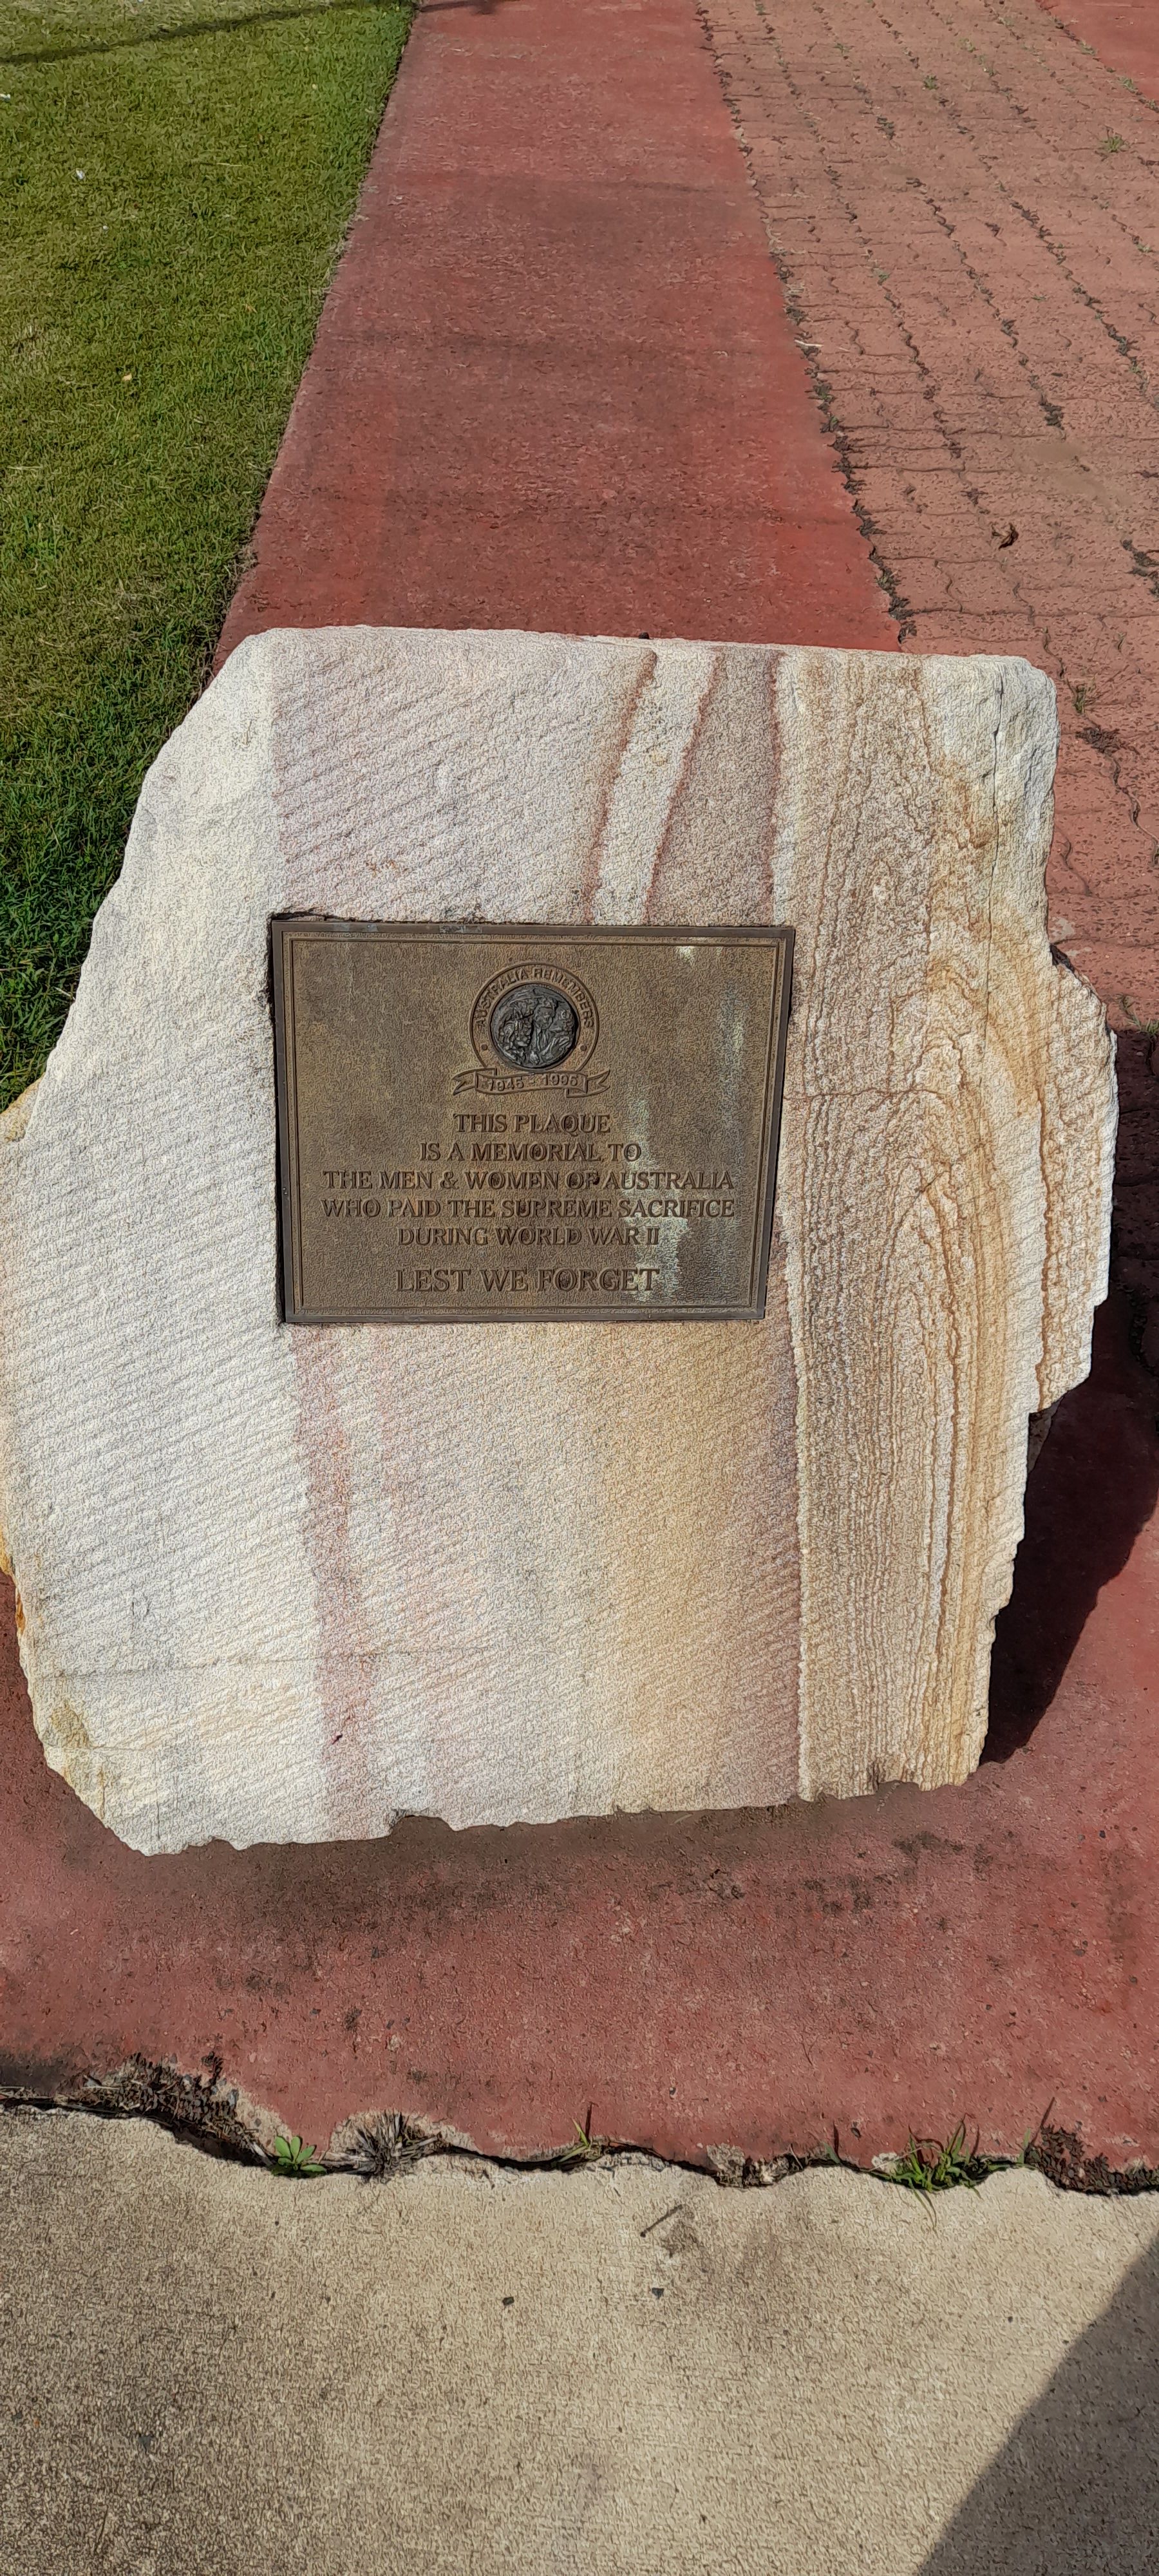 AUSTRALIA REMEMBERS
1945 - 1995
THIS PLAQUE
IS A MEMORIAL TO
THE MEN & WOMEN OF AUSTRALIA
WHO PAID THE SUPREME SACRIFICE
DURING WORLD WAR II
LEST WE FORGET